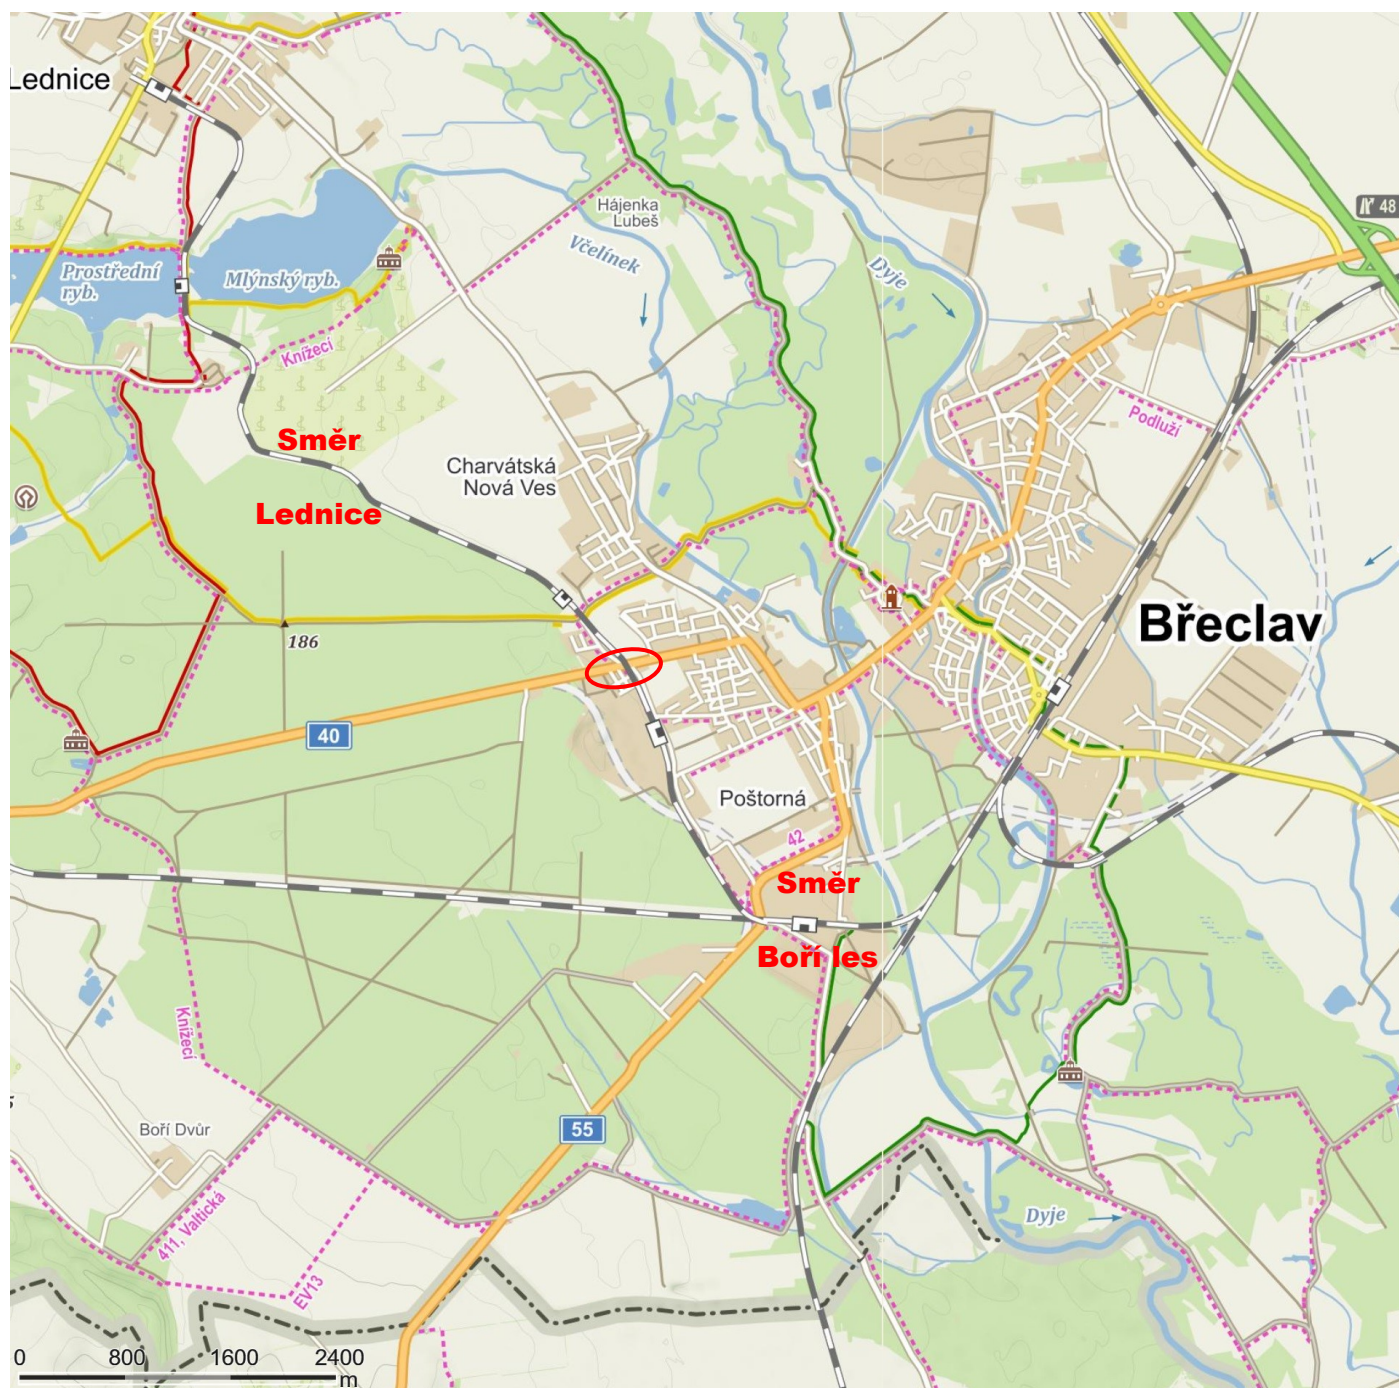 Lednice
48
Hájenka
Lubeš
Včelínek
Dyje
Prostřední
ryb.
Mlýnský ryb.
Knížecí
Podluží
Směr
Charvátská
Nová Ves
Lednice
Břeclav
186
40
Poštorná
42
Směr
Boří les
Knížecí
55
Boří Dvůr
411, Valtická
Dyje
EV13
0 800 1600 2400
m